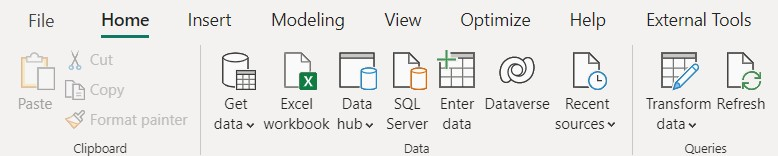 File Home Insert Modeling View Optimize Help External Tools
Paste
Cut
Copy
Format painter
Clipboard
Get
data
Excel
workbook
Data
hub
SQL
Server
Enter
data
Dataverse
Recent
sources
Data
Transform
data
Refresh
Queries